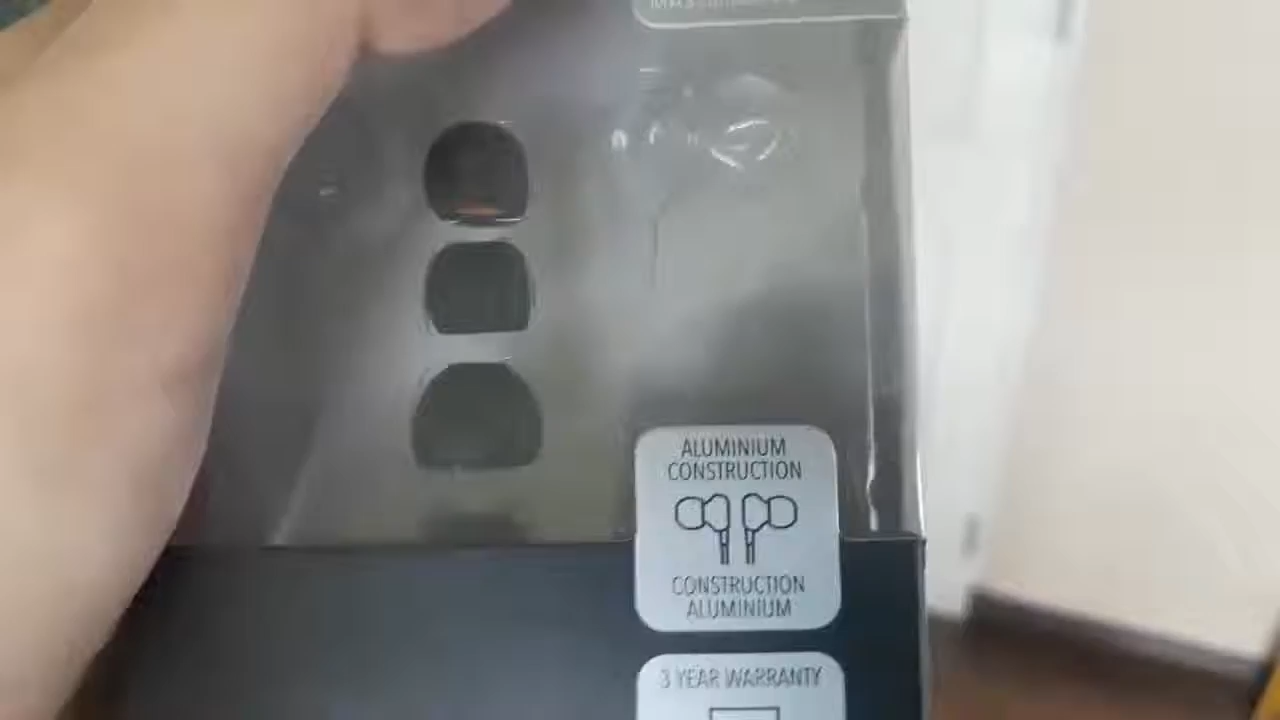 ALUMINIUM
CONSTRUCTION
CONSTRUCTION
ALUMINIUM
3 YEAR WARRANTY